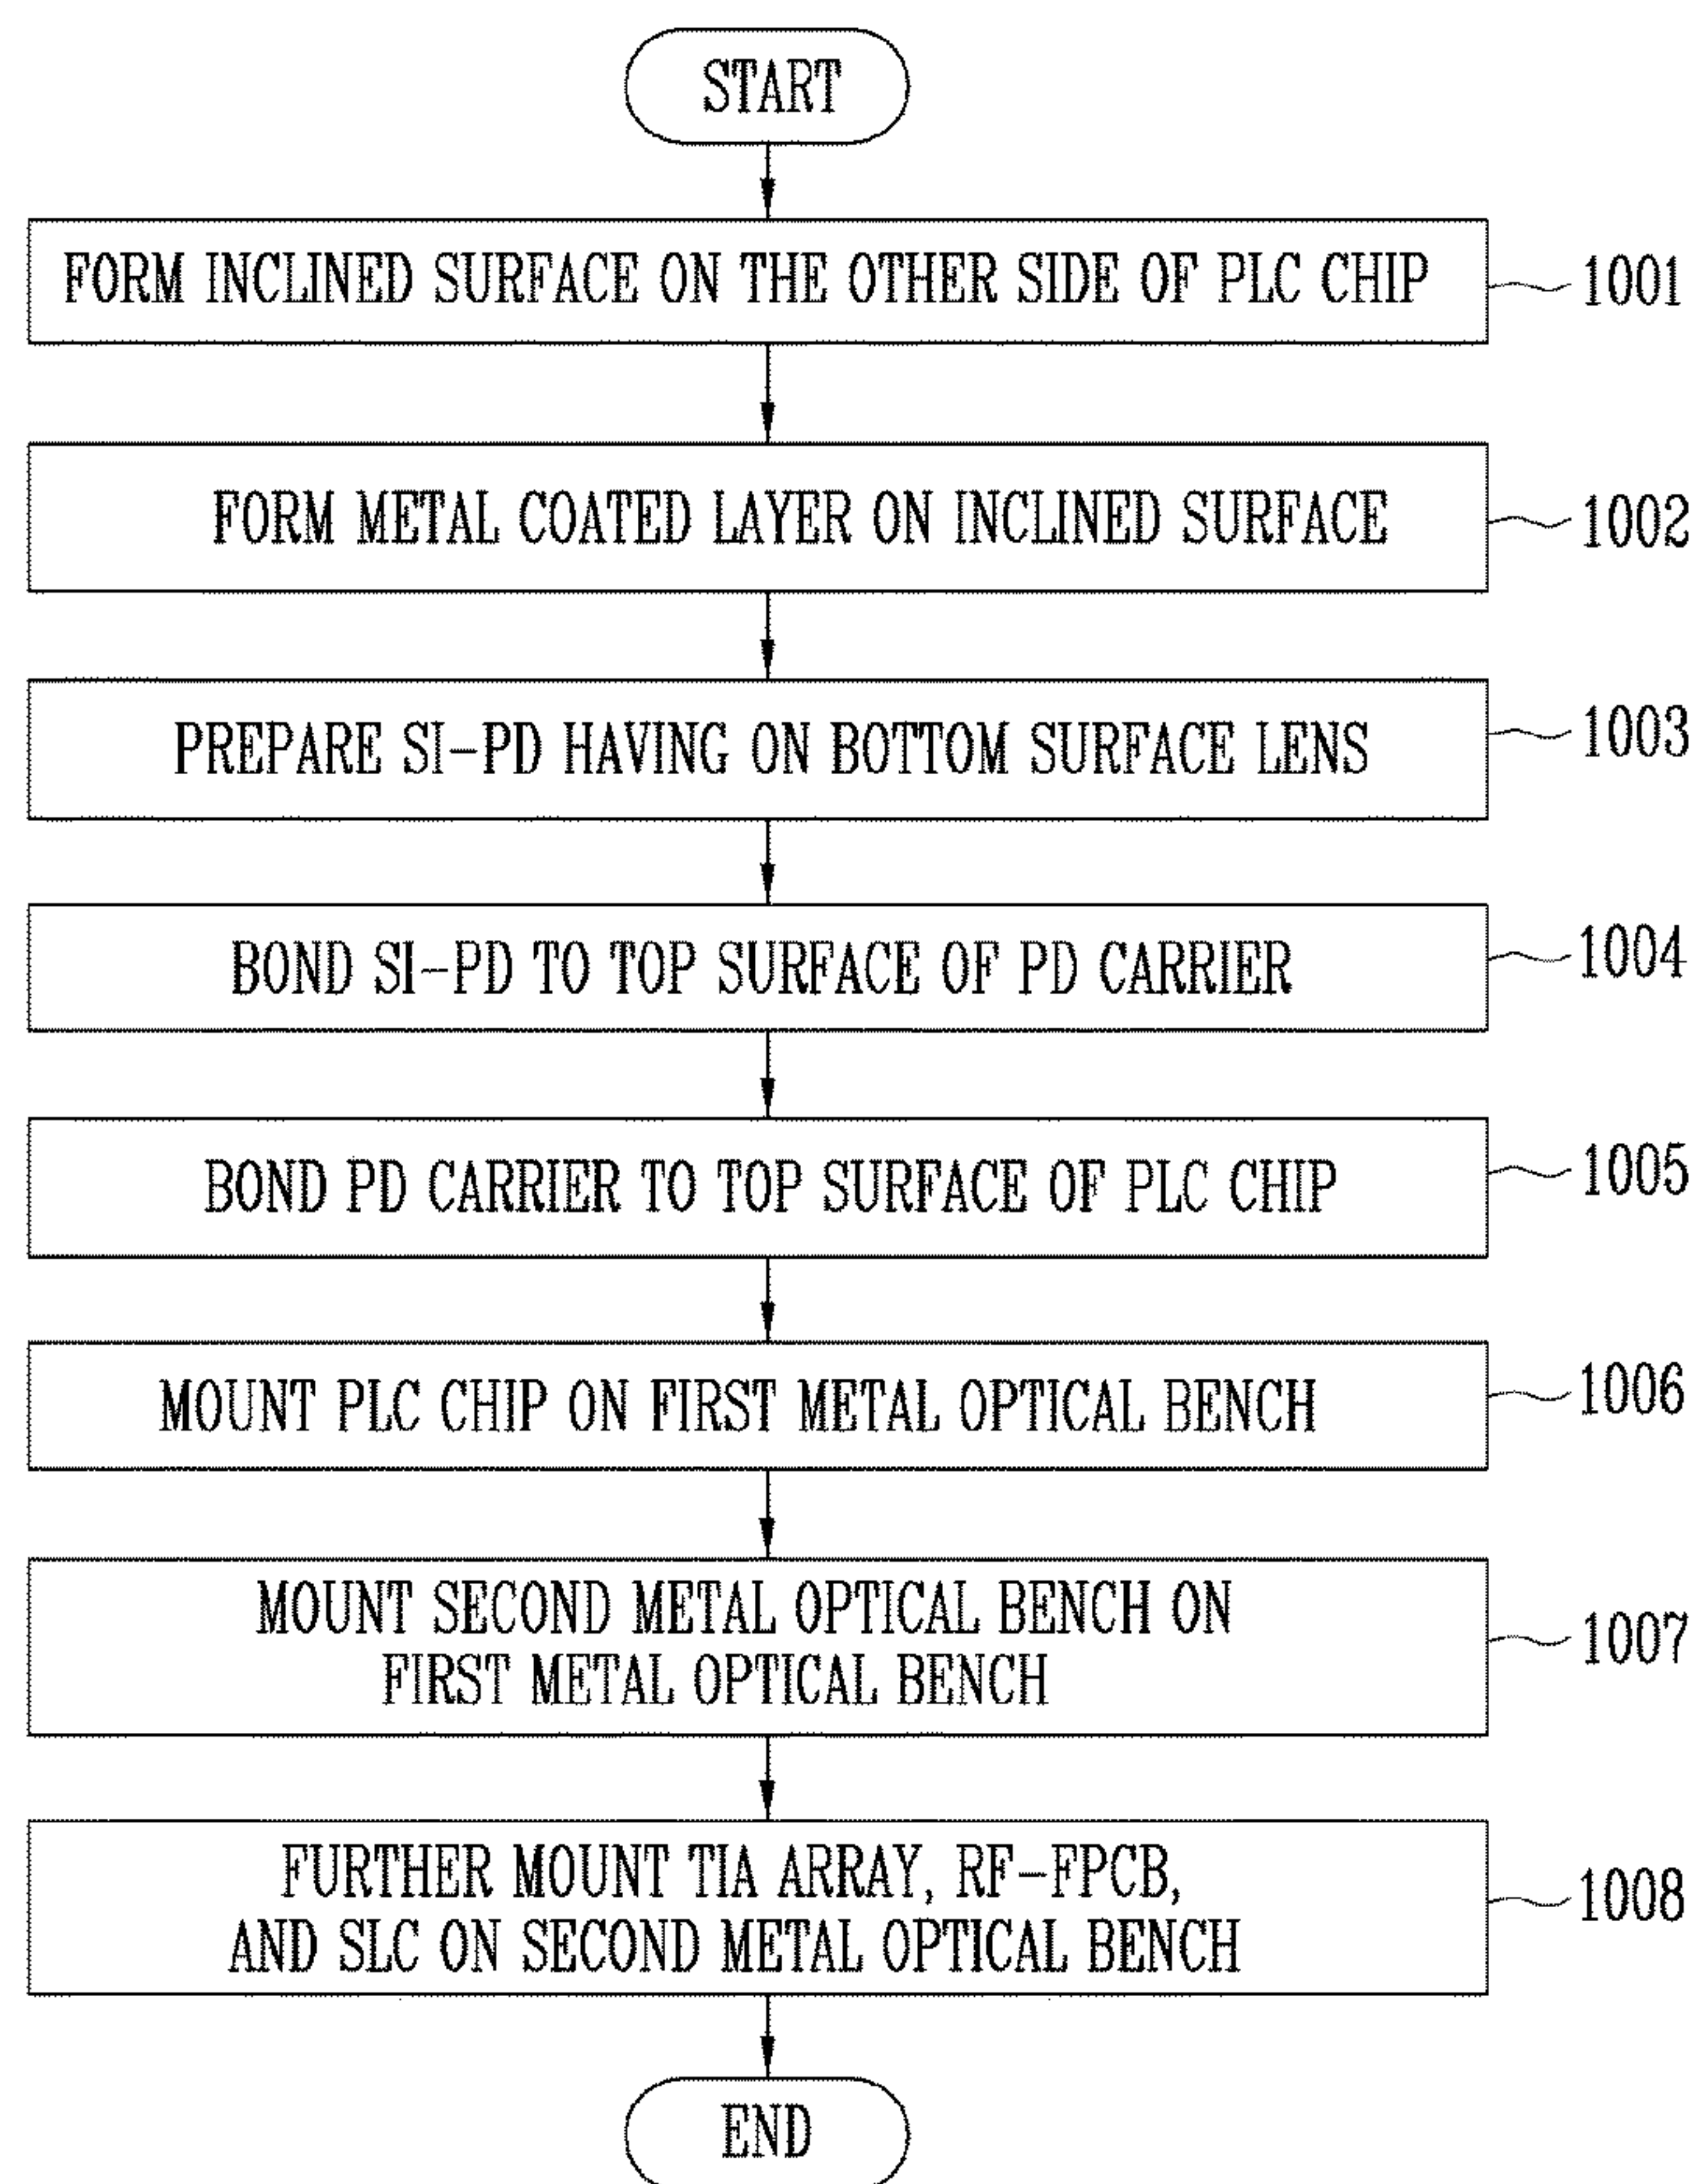 START
FORM INCLINED SURFACE ON THE OTHER SIDE OF PLC CHIP
1001
FORM METAL COATED LAYER ON INCLINED SURFACE
1002
PREPARE SI-PD HAVING ON BOTTOM SURFACE LENS
1003
BOND SI-PD TO TOP SURFACE OF PD CARRIER
1004
BOND PD CARRIER TO TOP SURFACE OF PLC CHIP
1005
MOUNT PLC CHIP ON FIRST METAL OPTICAL BENCH
1006
MOUNT SECOND METAL OPTICAL BENCH ON
FIRST METAL OPTICAL BENCH
1007
FURTHER MOUNT TIA ARRAY, RF-FPCB,
AND SLC ON SECOND METAL OPTICAL BENCH
1008
END